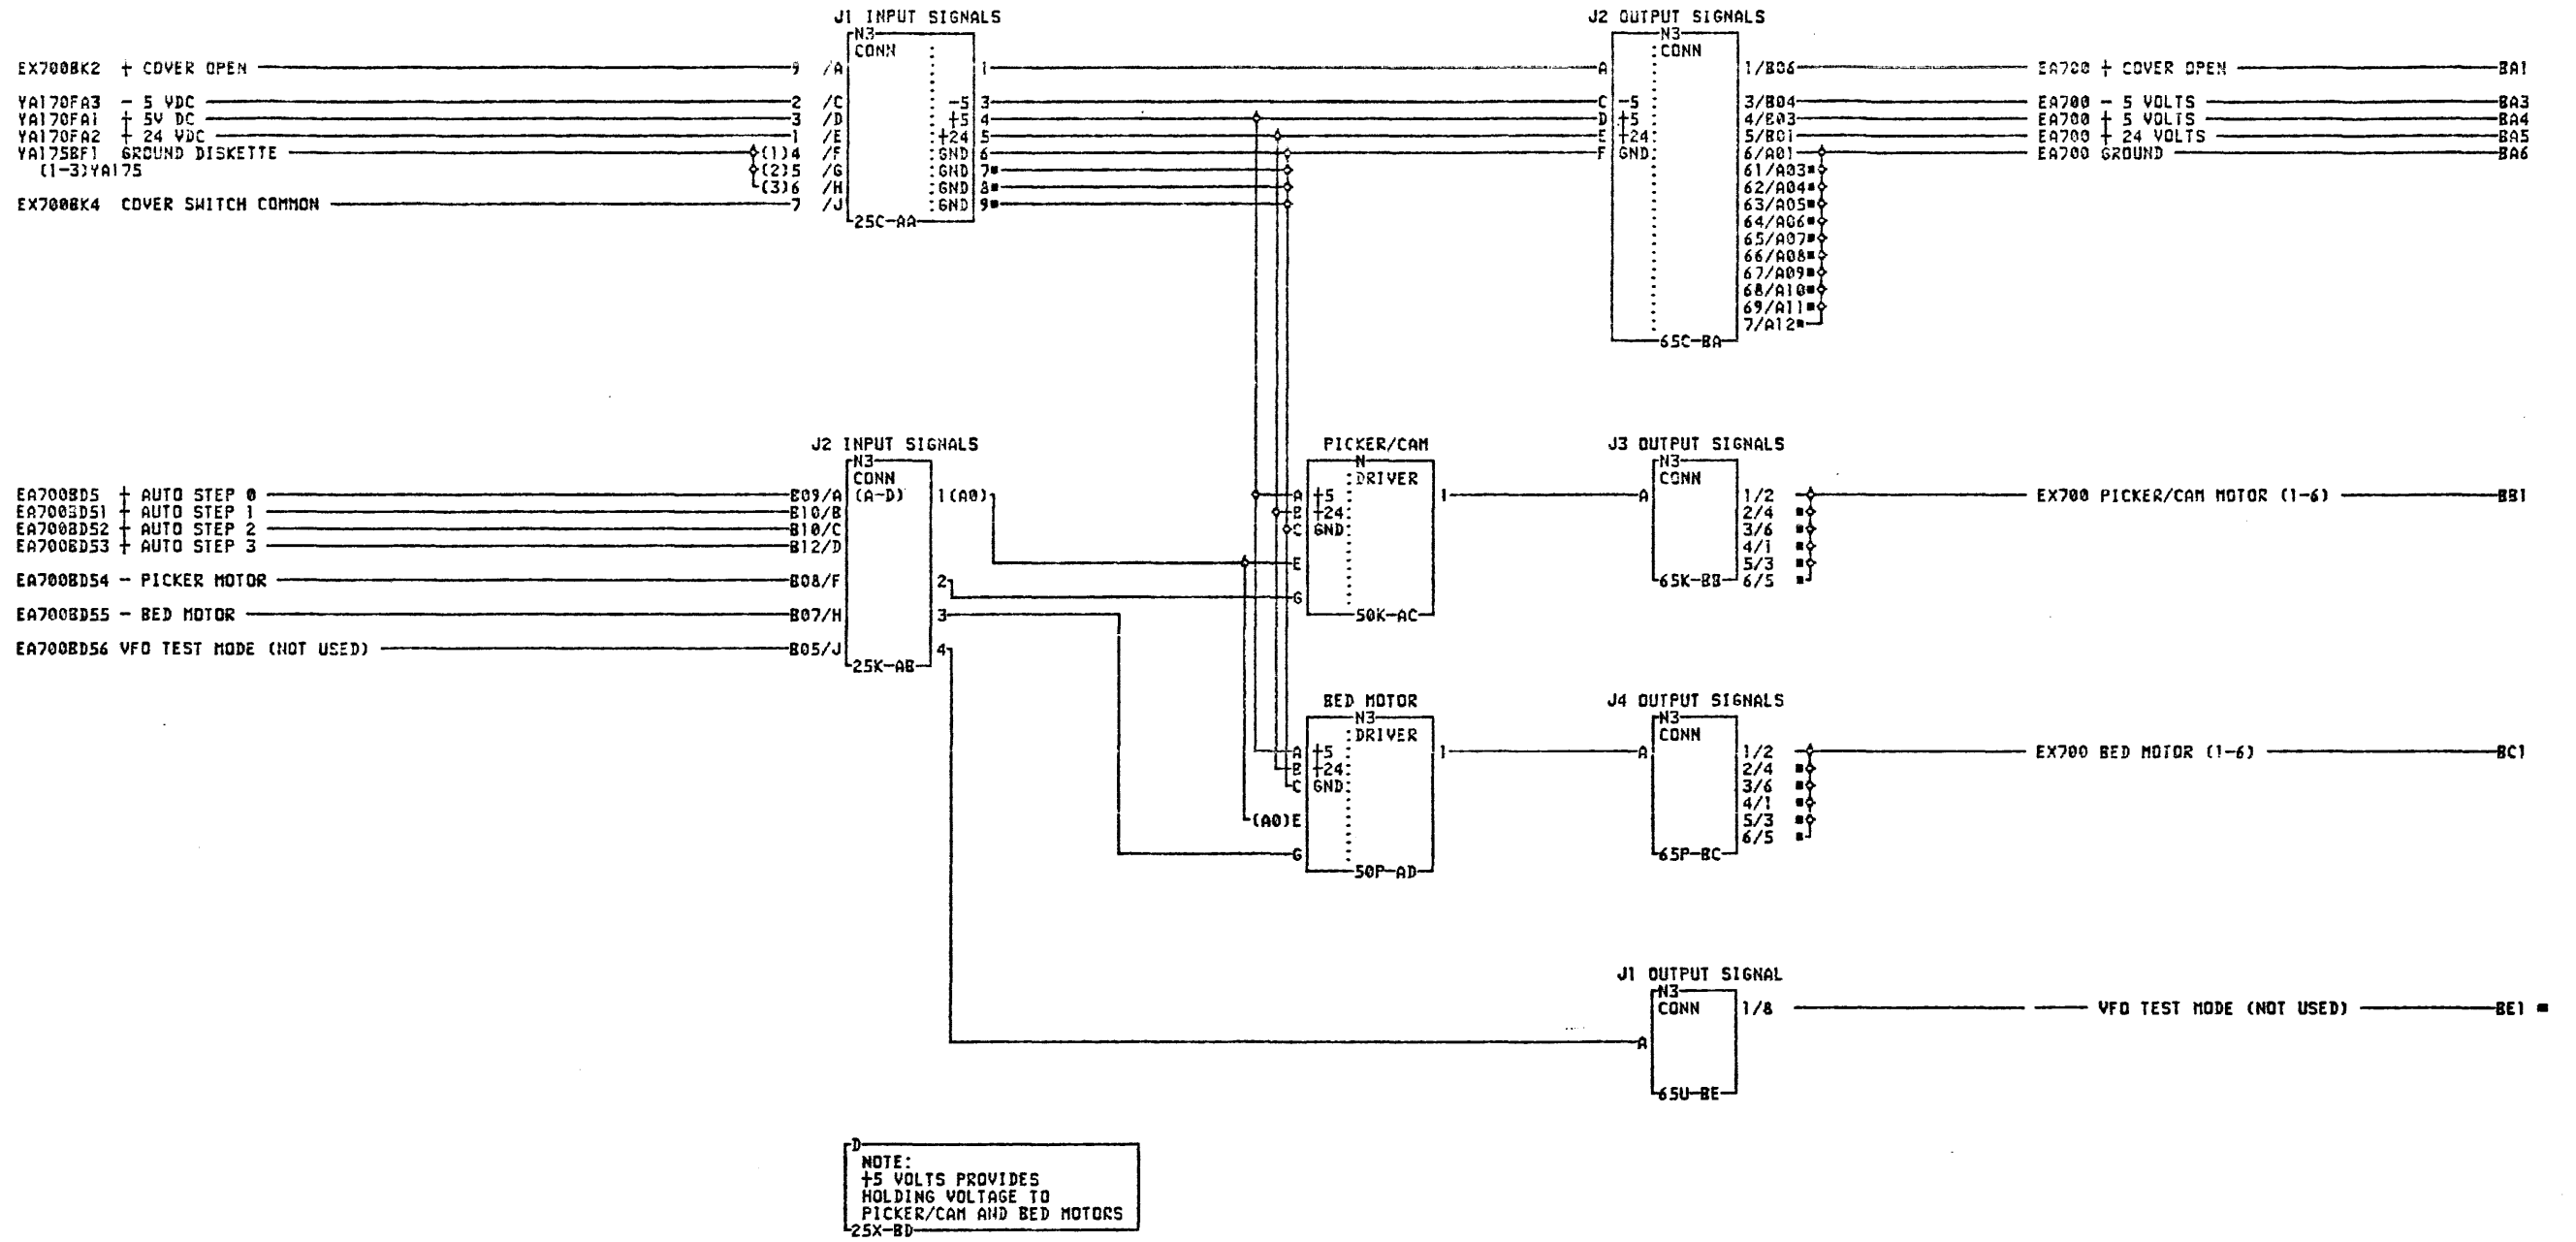 J1 INPUT SIGNALS
N3
CONN
EX700BK2 + COVER OPEN 9 /A 1
YA170FA3 - 5 VDC 2 /C -5 3
YA170FA1 + 5V DC 3 /D +5 4
YA170FA2 + 24 VDC 1 /E +24 5
YA175BF1 GROUND DISKETTE (1)4 /F GND 6
(1-3)YA175 (2)5 /G GND 7
(3)6 /H GND 8
EX700BK4 COVER SWITCH COMMON 7 /J GND 9
25C-AA
J2 OUTPUT SIGNALS
N3
CONN
A 1/B06 EA700 + COVER OPEN BA1
C -5 3/B04 EA700 - 5 VOLTS BA3
D +5 4/B03 EA700 + 5 VOLTS BA4
E +24 5/B01 EA700 + 24 VOLTS BA5
F GND 6/A01 EA700 GROUND BA6
61/A03
62/A04
63/A05
64/A06
65/A07
66/A08
67/A09
68/A10
69/A11
7/A12
65C-BA
J2 INPUT SIGNALS
N3
CONN
EA700BD5 + AUTO STEP 0 B09/A (A-D) 1(A0)
EA700BD51 + AUTO STEP 1 B10/B
EA700BD52 + AUTO STEP 2 B10/C
EA700BD53 + AUTO STEP 3 B12/D
EA700BD54 - PICKER MOTOR B08/F 2
EA700BD55 - BED MOTOR B07/H 3
EA700BD56 VFO TEST MODE (NOT USED) B05/J 4
25K-AB
PICKER/CAM
N
DRIVER
A +5 1
B +24
C GND
E
G
50K-AC
J3 OUTPUT SIGNALS
N3
CONN
A 1/2 EX700 PICKER/CAM MOTOR (1-6) BB1
2/4
3/6
4/1
5/3
65K-BB 6/5
BED MOTOR
N3
DRIVER
A +5 1
B +24
C GND
(A0)E
G
50P-AD
J4 OUTPUT SIGNALS
N3
CONN
A 1/2 EX700 BED MOTOR (1-6) BC1
2/4
3/6
4/1
5/3
6/5
65P-BC
J1 OUTPUT SIGNAL
N3
CONN 1/8 VFO TEST MODE (NOT USED) BE1
A
65U-BE
D
NOTE:
+5 VOLTS PROVIDES
HOLDING VOLTAGE TO
PICKER/CAM AND BED MOTORS
25X-BD